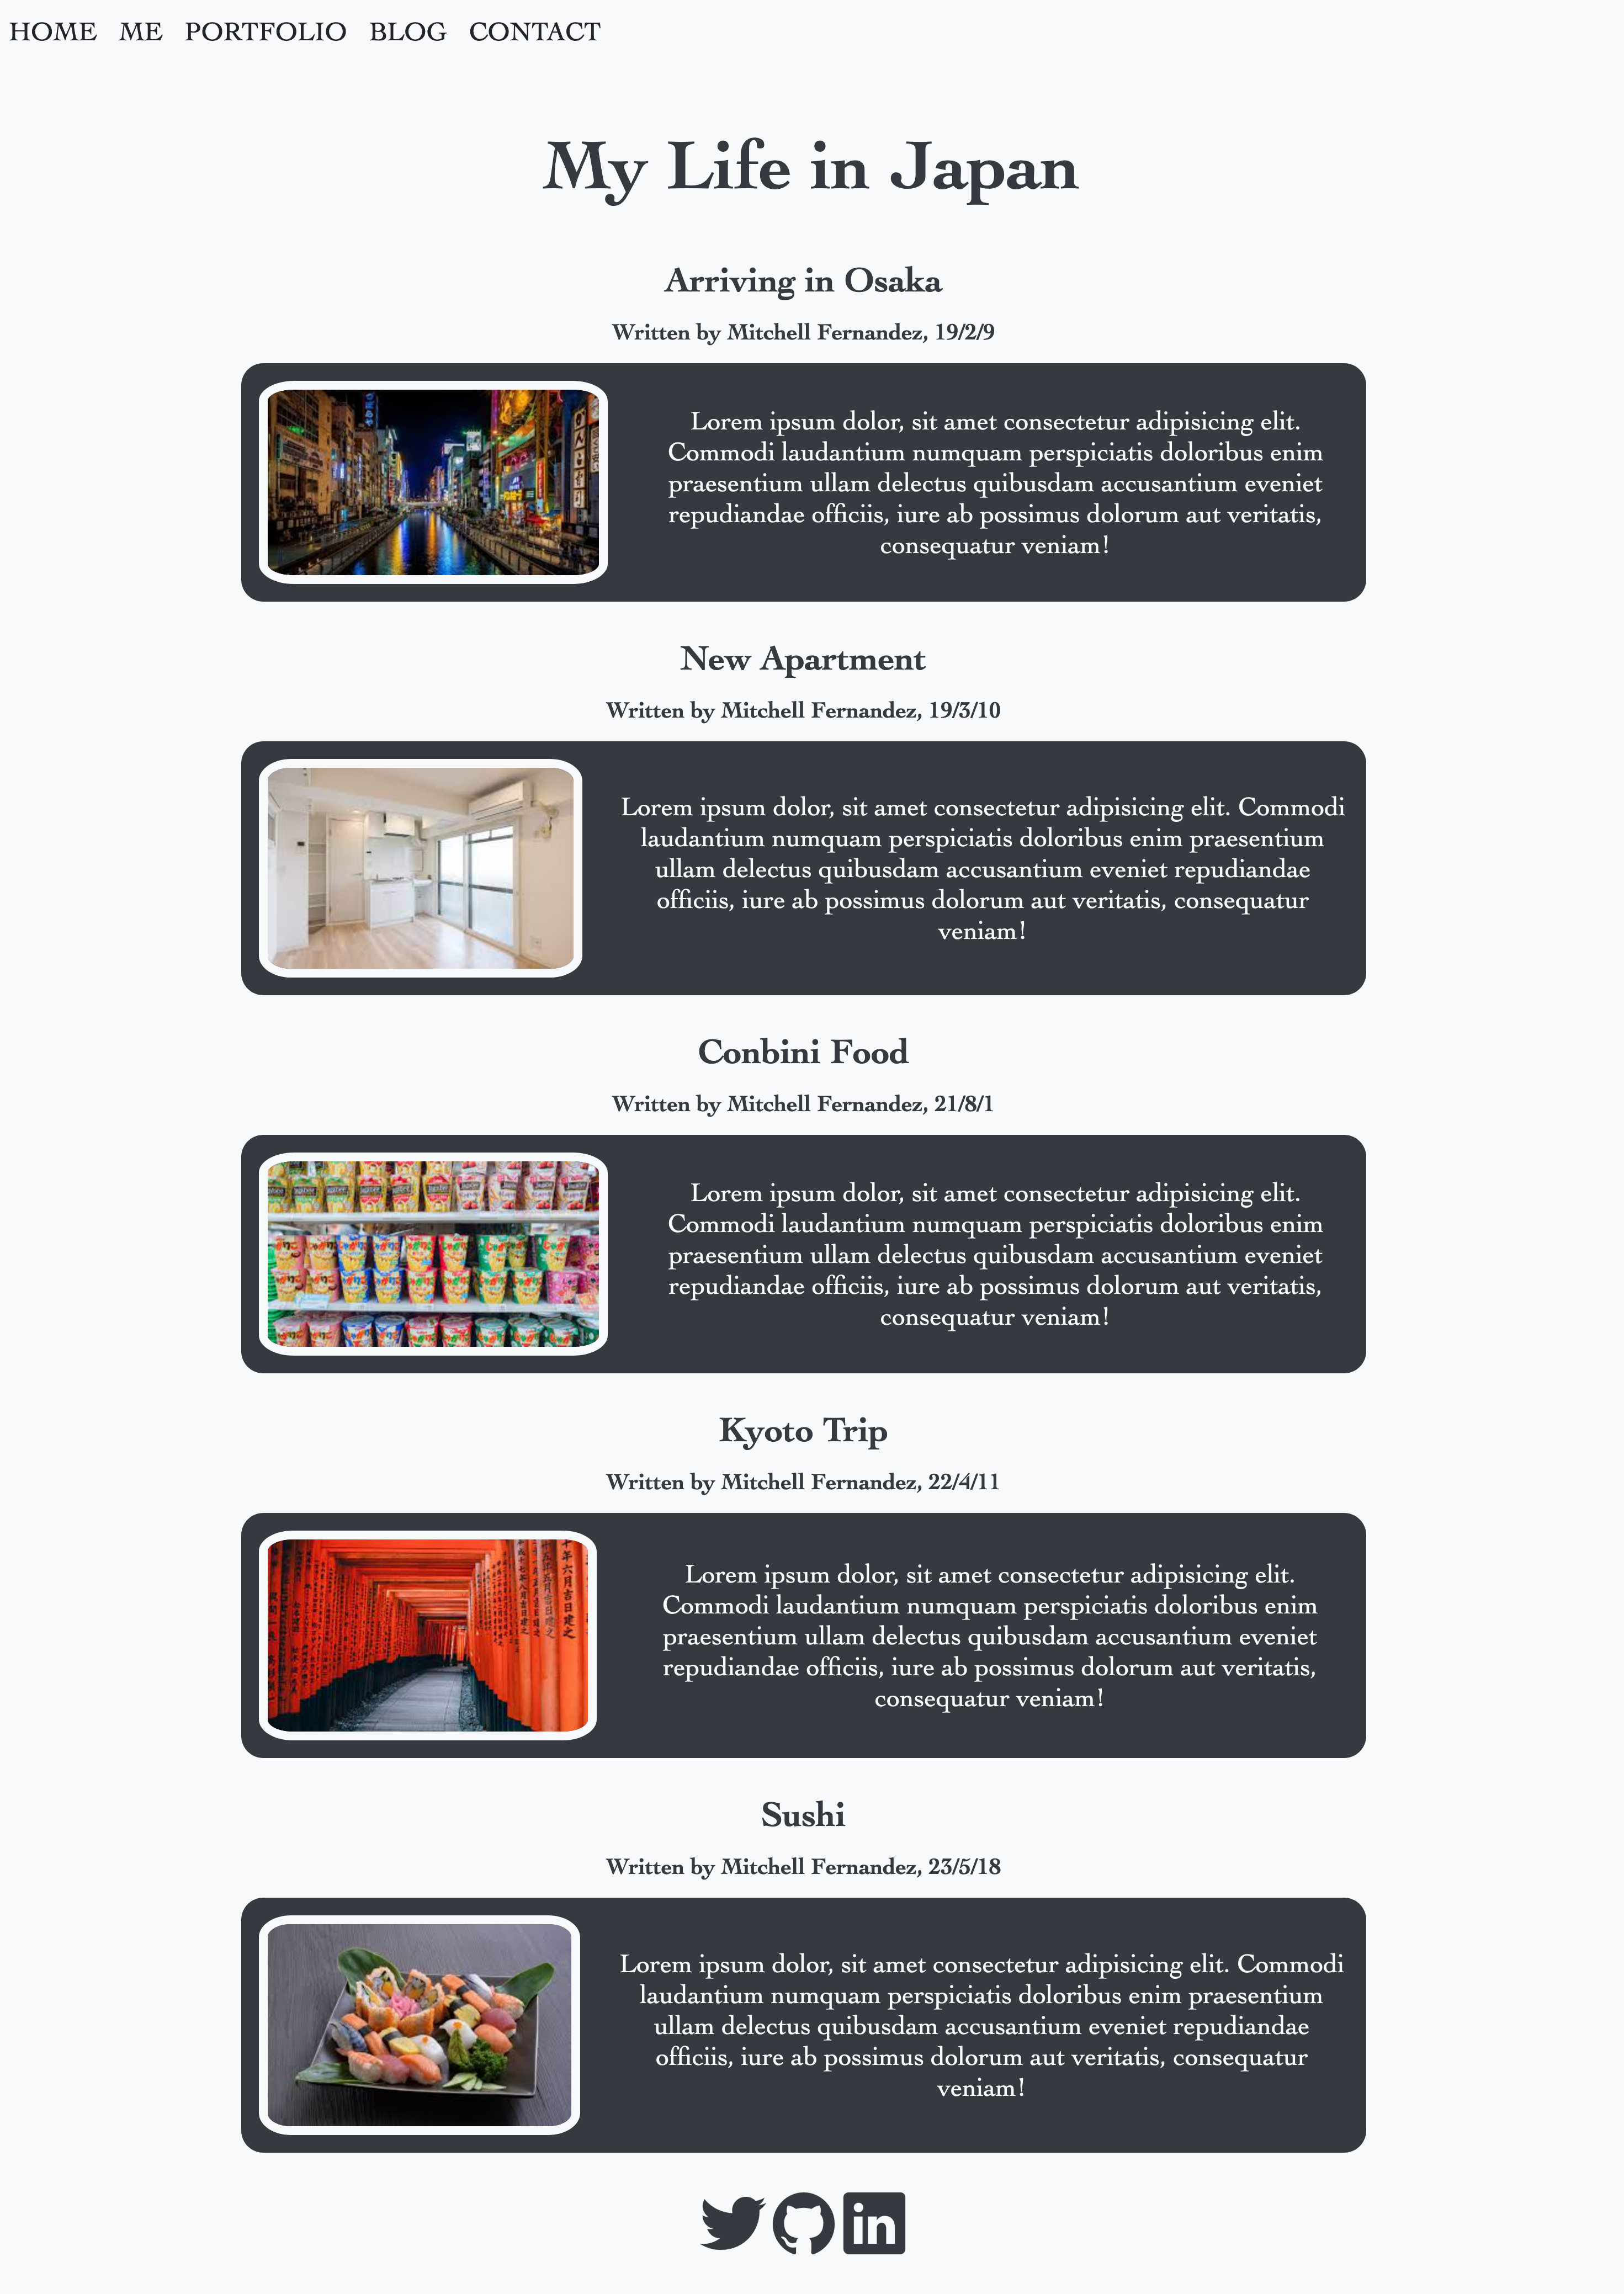 HOME ME PORTFOLIO BLOG CONTACT
My Life in Japan
Arriving in Osaka
Written by Mitchell Fernandez, 19/2/9
Lorem ipsum dolor, sit amet consectetur adipisicing elit.
Commodi laudantium numquam perspiciatis doloribus enim
praesentium ullam delectus quibusdam accusantium eveniet
repudiandae officiis, iure ab possimus dolorum aut veritatis,
consequatur veniam!
New Apartment
Written by Mitchell Fernandez, 19/3/10
Lorem ipsum dolor, sit amet consectetur adipisicing elit. Commodi
laudantium numquam perspiciatis doloribus enim praesentium
ullam delectus quibusdam accusantium eveniet repudiandae
officiis, iure ab possimus dolorum aut veritatis, consequatur
veniam!
Conbini Food
Written by Mitchell Fernandez, 21/8/1
Lorem ipsum dolor, sit amet consectetur adipisicing elit.
Commodi laudantium numquam perspiciatis doloribus enim
praesentium ullam delectus quibusdam accusantium eveniet
repudiandae officiis, iure ab possimus dolorum aut veritatis,
consequatur veniam!
Kyoto Trip
Written by Mitchell Fernandez, 22/4/11
Lorem ipsum dolor, sit amet consectetur adipisicing elit.
Commodi laudantium numquam perspiciatis doloribus enim
praesentium ullam delectus quibusdam accusantium eveniet
repudiandae officiis, iure ab possimus dolorum aut veritatis,
consequatur veniam!
Sushi
Written by Mitchell Fernandez, 23/5/18
Lorem ipsum dolor, sit amet consectetur adipisicing elit. Commodi
laudantium numquam perspiciatis doloribus enim praesentium
ullam delectus quibusdam accusantium eveniet repudiandae
officiis, iure ab possimus dolorum aut veritatis, consequatur
veniam!
in